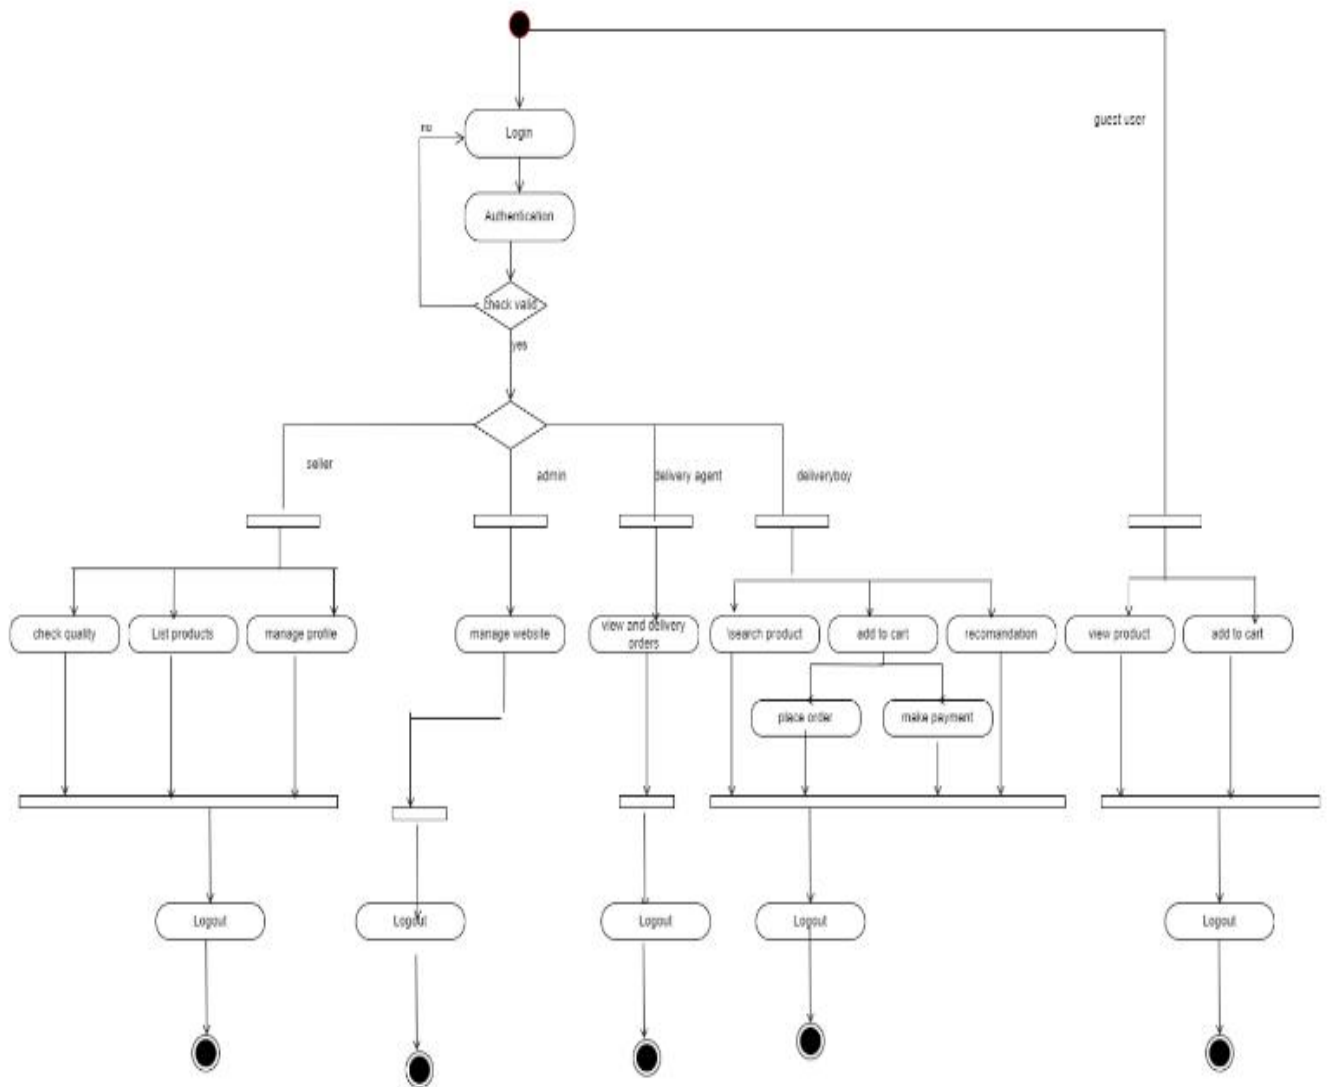 guest user
no
Login
Authentication
check valid
yes
seller
admin
delivery agent
deliveryboy
check quality
List products
manage profile
manage website
view and delivery
orders
\search product
add to cart
recomandation
view product
add to cart
place order
make payment
Logout
Logout
Logout
Logout
Logout